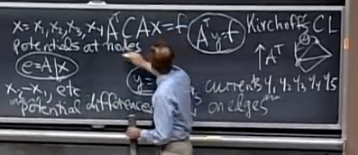 x = x₁, x₂, x₃, x₄, AᵀCAx = f Aᵀy = f Kirchoffs CL
potentials at nodes
e = Ax ↑ Aᵀ
x₂ - x₁, etc y = currents y₁ y₂ y₃ y₄ y₅
potential differences on edges